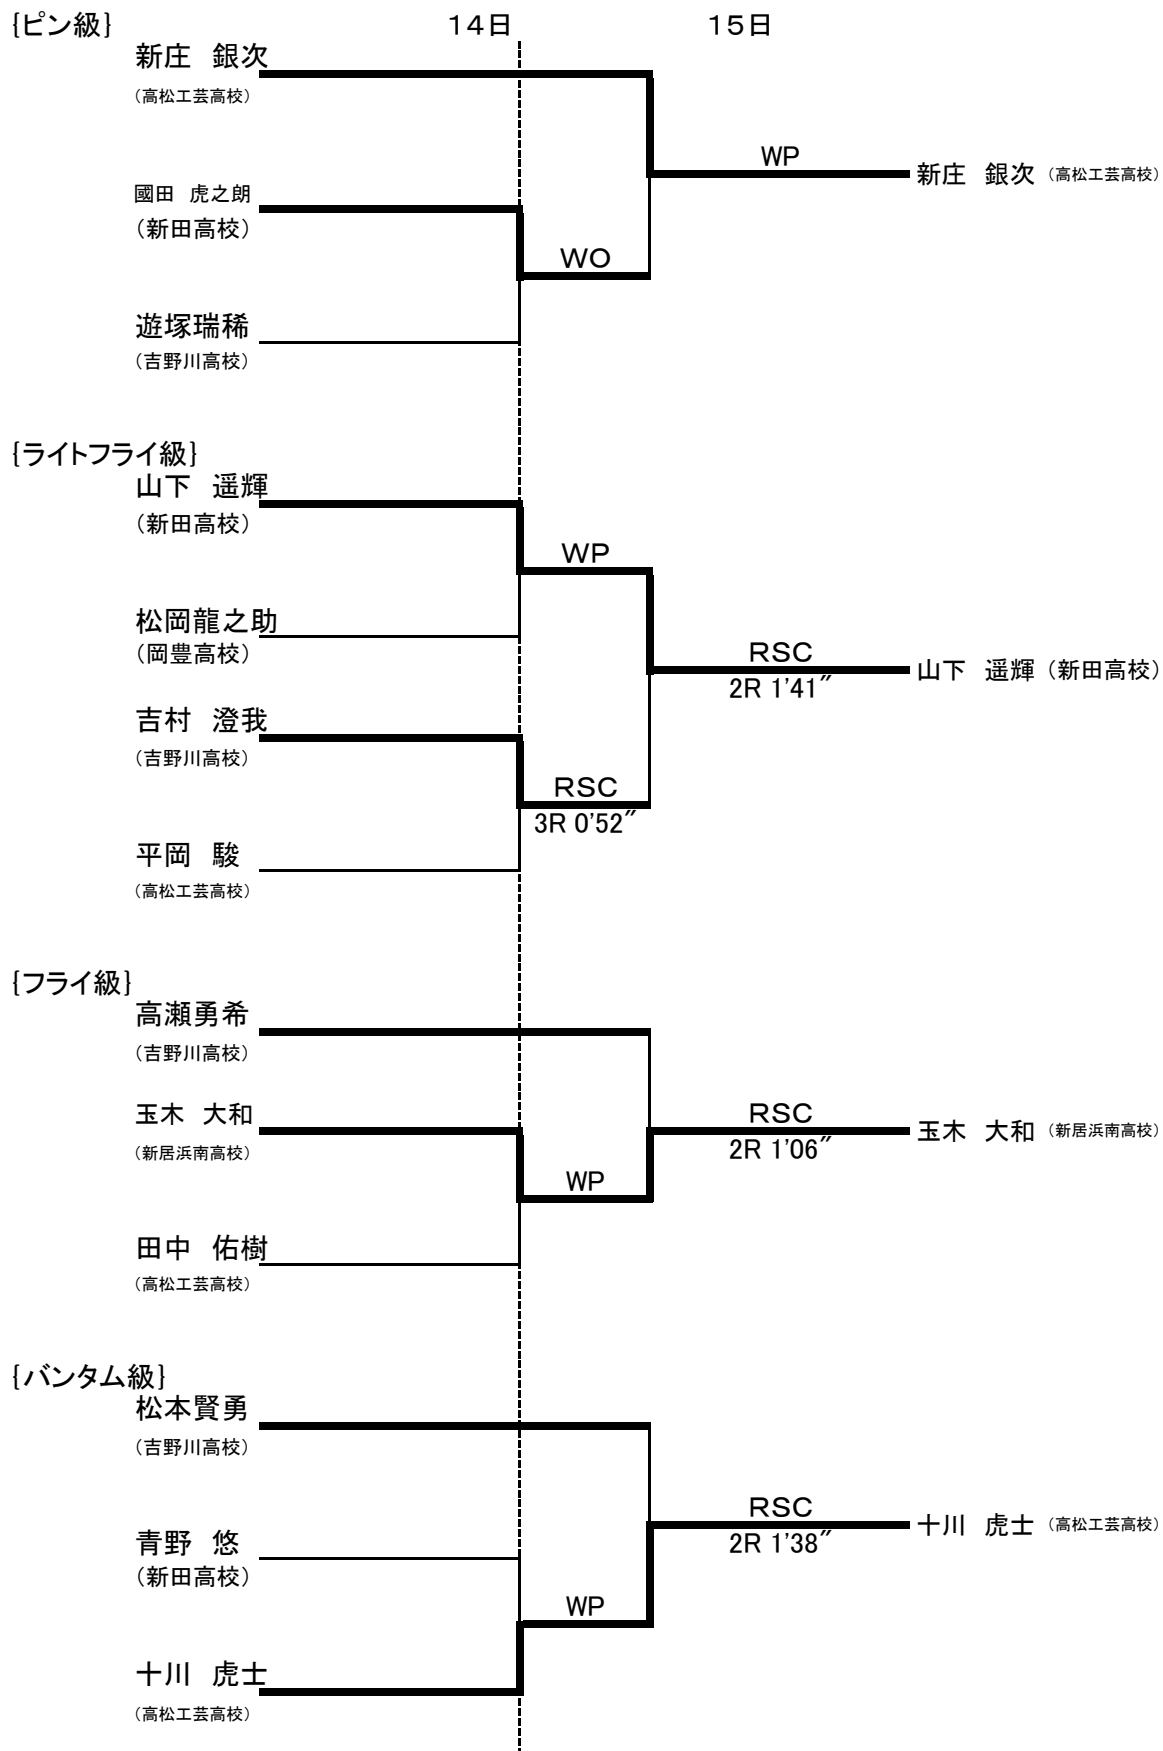 {ピン級} 14日 15日
新庄 銀次
(高松工芸高校)
WP
新庄 銀次 (高松工芸高校)
國田 虎之朗
(新田高校)
WO
遊塚瑞稀
(吉野川高校)
{ライトフライ級}
山下 遥輝
(新田高校)
WP
松岡龍之助
(岡豊高校)
RSC
2R 1'41"
山下 遥輝 (新田高校)
吉村 澄我
(吉野川高校)
RSC
3R 0'52"
平岡 駿
(高松工芸高校)
{フライ級}
高瀬勇希
(吉野川高校)
玉木 大和
(新居浜南高校)
RSC
2R 1'06"
玉木 大和 (新居浜南高校)
WP
田中 佑樹
(高松工芸高校)
{バンタム級}
松本賢勇
(吉野川高校)
RSC
2R 1'38"
十川 虎士 (高松工芸高校)
青野 悠
(新田高校)
WP
十川 虎士
(高松工芸高校)